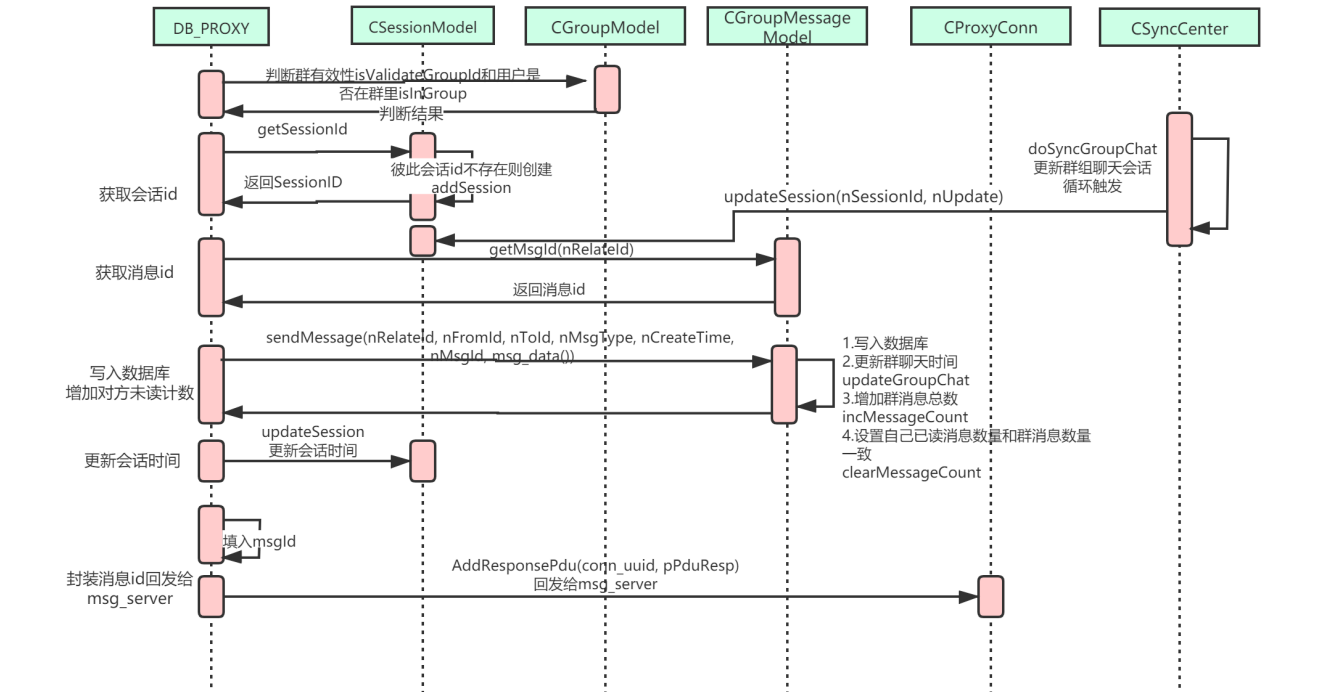 DB_PROXY
CSessionModel
CGroupModel
CGroupMessage
Model
CProxyConn
CSyncCenter
判断群有效性isValidateGroupId和用户是
否在群里isInGroup
判断结果
getSessionId
彼此会话id不存在则创建
addSession
返回SessionID
获取会话id
doSyncGroupChat
更新群组聊天会话
循环触发
updateSession(nSessionId, nUpdate)
getMsgId(nRelateId)
获取消息id
返回消息id
sendMessage(nRelateId, nFromId, nToId, nMsgType, nCreateTime,
nMsgId, msg_data())
写入数据库
增加对方未读计数
1.写入数据库
2.更新群聊天时间
updateGroupChat
3.增加群消息总数
incMessageCount
4.设置自己已读消息数量和群消息数量
一致
clearMessageCount
updateSession
更新会话时间
更新会话时间
填入msgId
AddResponsePdu(conn_uuid, pPduResp)
回发给msg_server
封装消息id回发给
msg_server